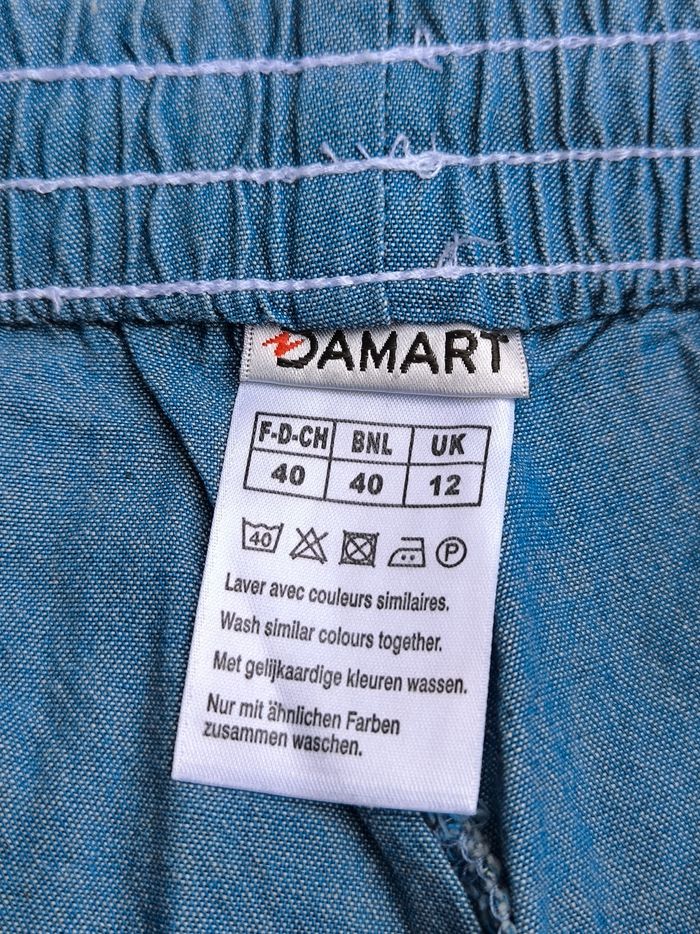 DAMART
F-D-CH BNL UK
40 40 12
40 P
Laver avec couleurs similaires.
Wash similar colours together.
Met gelijkaardige kleuren wassen.
Nur mit ähnlichen Farben
zusammen waschen.